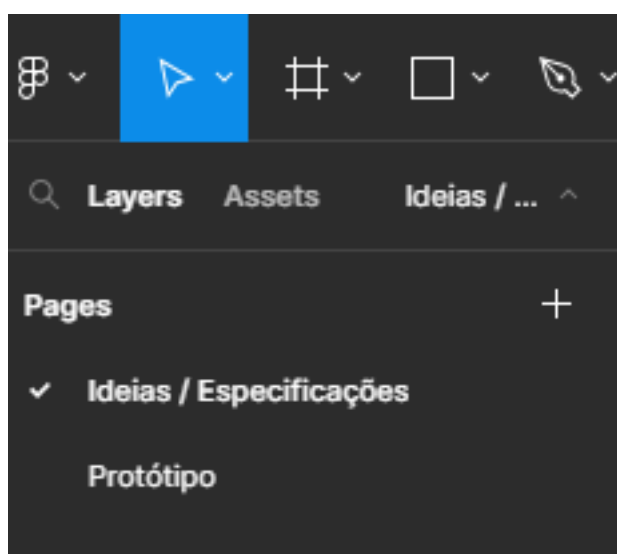 Layers Assets Ideias / ...
Pages
Ideias / Especificações
Protótipo